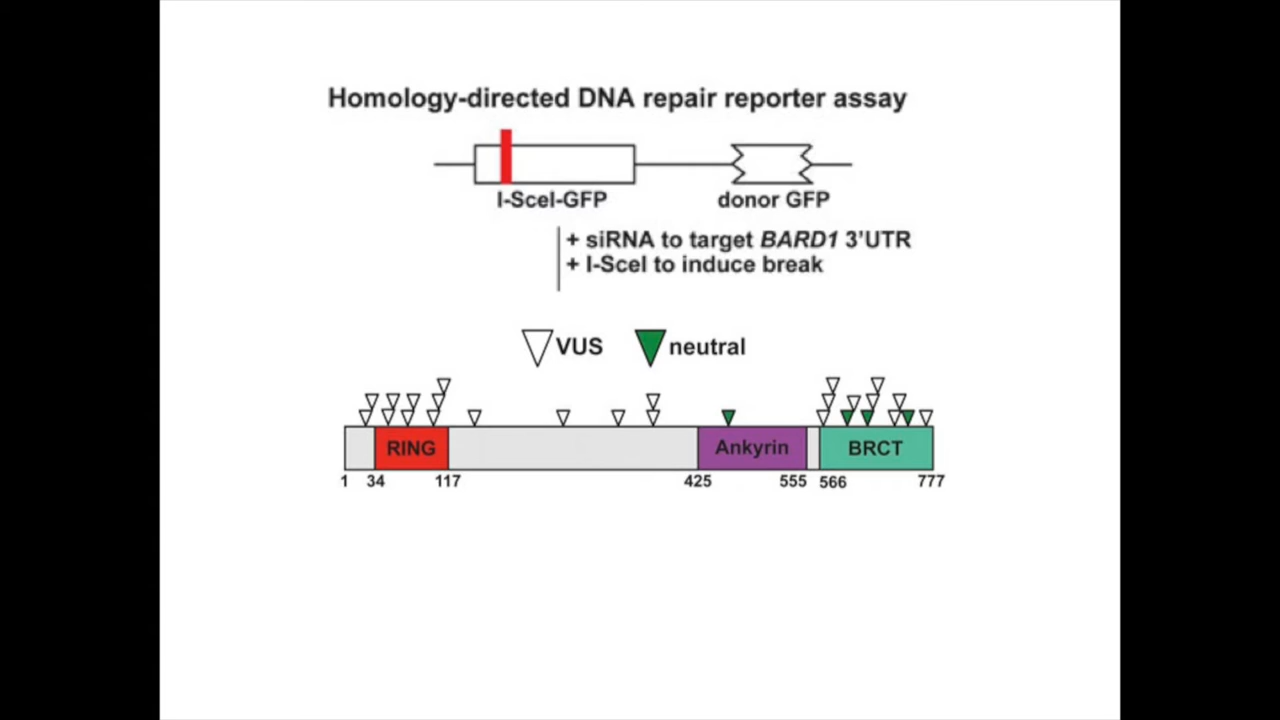 Homology-directed DNA repair reporter assay
I-SceI-GFP donor GFP
+ siRNA to target BARD1 3’UTR
+ I-SceI to induce break
VUS neutral
RING Ankyrin BRCT
1 34 117 425 555 566 777